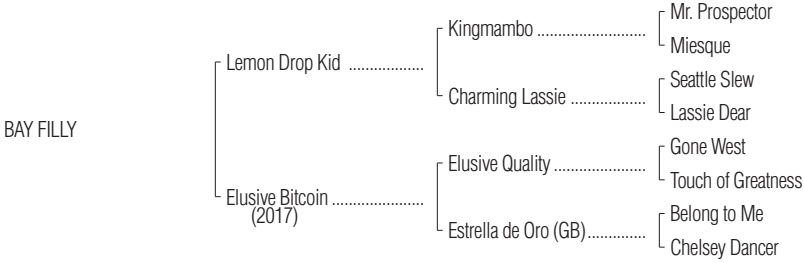 BAY FILLY
Lemon Drop Kid ..................
Elusive Bitcoin ......................
(2017)
Kingmambo ..........................
Charming Lassie ..................
Elusive Quality ......................
Estrella de Oro (GB)..............
Mr. Prospector
Miesque
Seattle Slew
Lassie Dear
Gone West
Touch of Greatness
Belong to Me
Chelsey Dancer